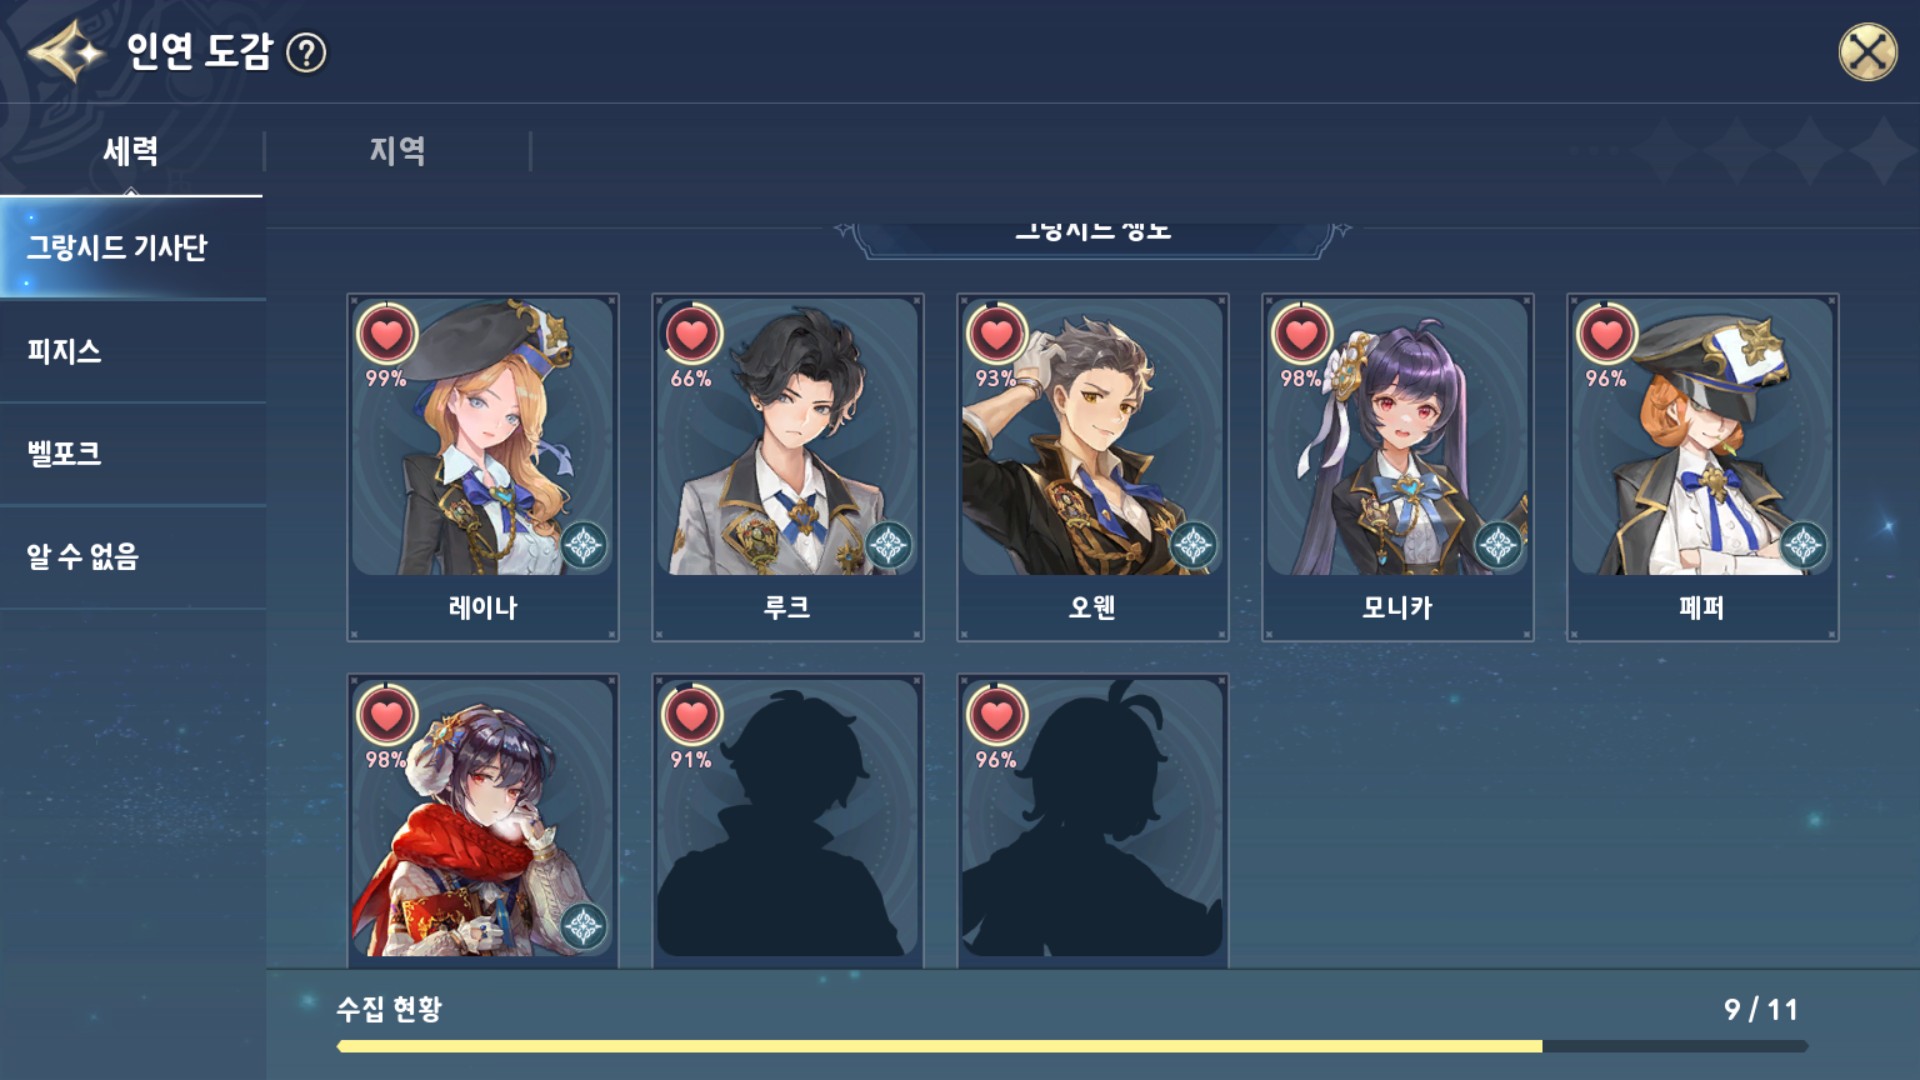 인연 도감 ?
세력
지역
그랑시드 기사단
피지스
벨포크
알 수 없음
99%
66%
93%
98%
96%
레이나
루크
오웬
모니카
페퍼
98%
91%
96%
수집 현황
9 / 11